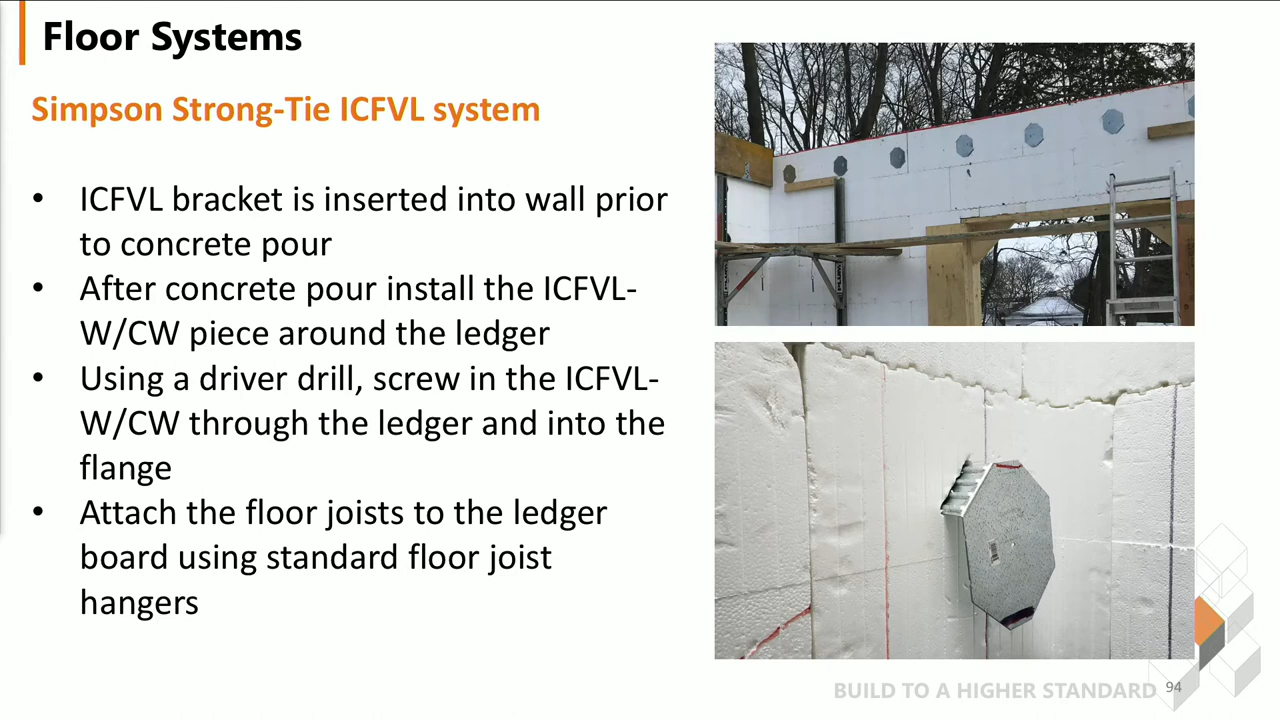 Floor Systems
Simpson Strong-Tie ICFVL system
• ICFVL bracket is inserted into wall prior
to concrete pour
• After concrete pour install the ICFVL-
W/CW piece around the ledger
• Using a driver drill, screw in the ICFVL-
W/CW through the ledger and into the
flange
• Attach the floor joists to the ledger
board using standard floor joist
hangers
BUILD TO A HIGHER STANDARD 94